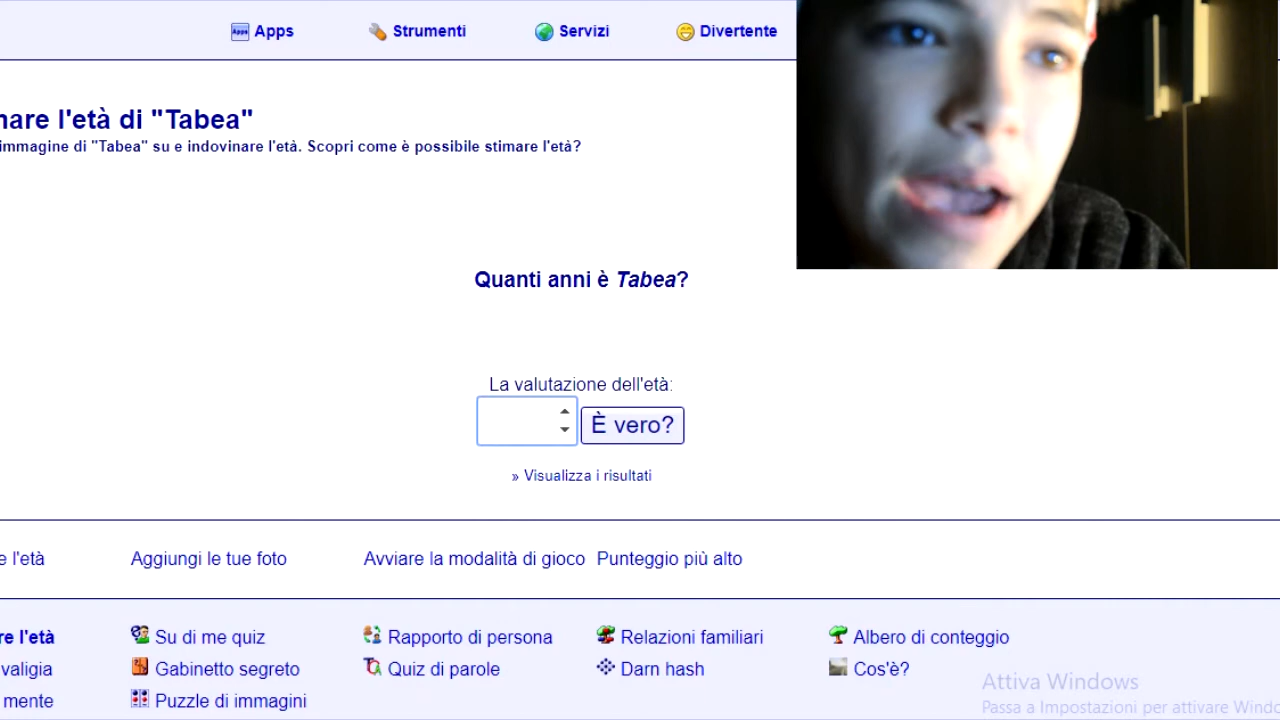 Apps Strumenti Servizi Divertente
nare l'età di "Tabea"
immagine di "Tabea" su e indovinare l'età. Scopri come è possibile stimare l'età?
Quanti anni è Tabea?
La valutazione dell'età:
È vero?
» Visualizza i risultati
e l'età Aggiungi le tue foto Avviare la modalità di gioco Punteggio più alto
re l'età Su di me quiz Rapporto di persona Relazioni familiari Albero di conteggio
valigia Gabinetto segreto Quiz di parole Darn hash Cos'è?
mente Puzzle di immagini
Attiva Windows
Passa a Impostazioni per attivare Windo